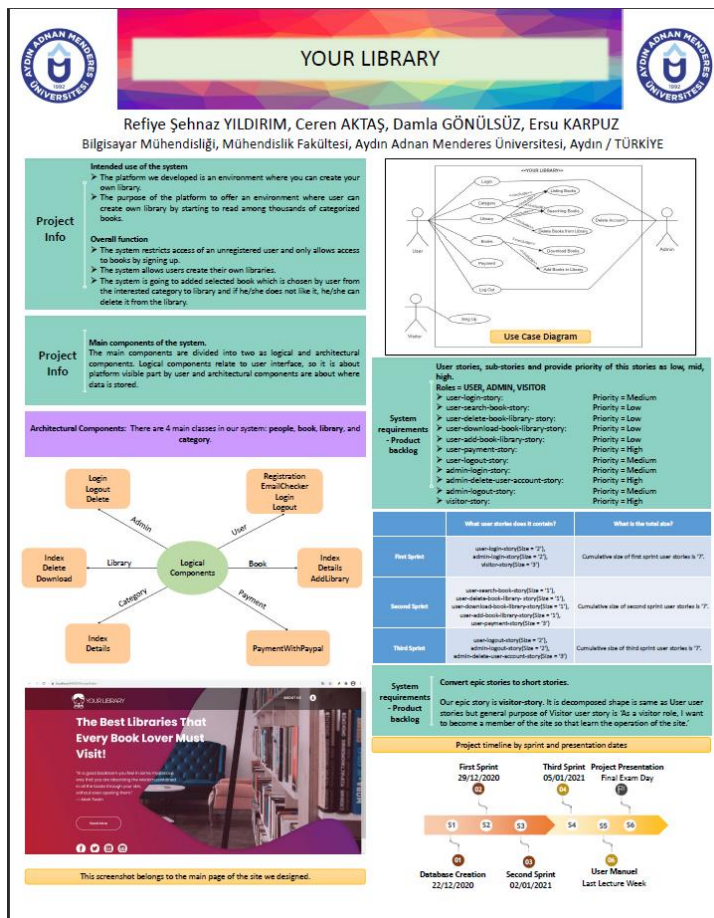 AYDIN ADNAN MENDERES ÜNİVERSİTESİ
1992
YOUR LIBRARY
AYDIN ADNAN MENDERES ÜNİVERSİTESİ
1992
Refiye Şehnaz YILDIRIM, Ceren AKTAŞ, Damla GÖNÜLSÜZ, Ersu KARPUZ
Bilgisayar Mühendisliği, Mühendislik Fakültesi, Aydın Adnan Menderes Üniversitesi, Aydın / TÜRKİYE
Project
Info
Intended use of the system
➢ The platform we developed is an environment where you can create your
own library.
➢ The purpose of the platform to offer an environment where user can
create own library by starting to read among thousands of categorized
books.
Overall function
➢ The system restricts access of an unregistered user and only allows access
to books by signing up.
➢ The system allows users create their own libraries.
➢ The system is going to added selected book which is chosen by user from
the interested category to library and if he/she does not like it, he/she can
delete it from the library.
Project
Info
Main components of the system.
The main components are divided into two as logical and architectural
components. Logical components relate to user interface, so it is about
platform visible part by user and architectural components are about where
data is stored.
Architectural Components: There are 4 main classes in our system: people, book, library, and
category.
Login
Logout
Delete
Registration
EmailChecker
Login
Logout
Admin
User
Index
Delete
Download
Library
Logical
Components
Book
Index
Details
AddLibrary
Category
Payment
Index
Details
PaymentWithPaypal
YOUR LIBRARY
The Best Libraries That
Every Book Lover Must
Visit!
— Mark Twain
Read More
This screenshot belongs to the main page of the site we designed.
<<YOUR LIBRARY>>
Login
Category
Listing Books
Library
Searching Books
Delete Books from Library
Delete Account
Books
Download Books
Payment
Add Books to Library
Log Out
User
Admin
Visitor
Sing Up
Use Case Diagram
System
requirements
- Product
backlog
User stories, sub-stories and provide priority of this stories as low, mid,
high.
Roles = USER, ADMIN, VISITOR
➢ user-login-story: Priority = Medium
➢ user-search-book-story: Priority = Low
➢ user-delete-book-library- story: Priority = Low
➢ user-download-book-library-story: Priority = Low
➢ user-add-book-library-story: Priority = Low
➢ user-payment-story: Priority = High
➢ user-logout-story: Priority = Medium
➢ admin-login-story: Priority = Medium
➢ admin-delete-user-account-story: Priority = High
➢ admin-logout-story: Priority = Medium
➢ visitor-story: Priority = High
What user stories does it contain? What is the total size?
First Sprint
user-login-story(Size = '2'),
admin-login-story(Size = '2'),
visitor-story(Size = '3')
Cumulative size of first sprint user stories is '7'.
Second Sprint
user-search-book-story(Size = '1'),
user-delete-book-library- story(Size = '1'),
user-download-book-library-story(Size = '1'),
user-add-book-library-story(Size = '1'),
user-payment-story(Size = '3')
Cumulative size of second sprint user stories is '7'.
Third Sprint
user-logout-story(Size = '2'),
admin-logout-story(Size = '2'),
admin-delete-user-account-story(Size = '3')
Cumulative size of third sprint user stories is '7'.
System
requirements
- Product
backlog
Convert epic stories to short stories.
Our epic story is visitor-story. It is decomposed shape is same as User user
stories but general purpose of Visitor user story is 'As a visitor role, I want
to become a member of the site so that learn the operation of the site.'
Project timeline by sprint and presentation dates
First Sprint
29/12/2020
Third Sprint
05/01/2021
Project Presentation
Final Exam Day
02
04
S1
S2
S3
S4
S5
S6
01
03
Database Creation
22/12/2020
Second Sprint
02/01/2021
User Manuel
Last Lecture Week